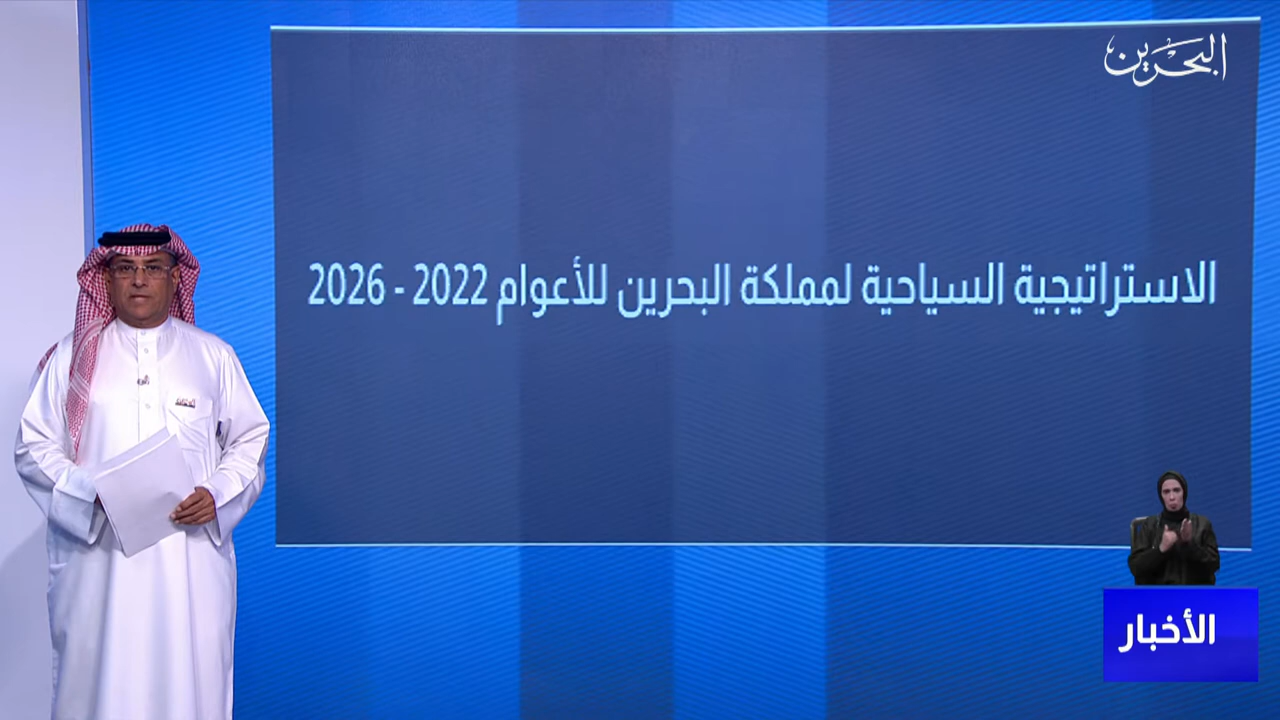 البحرين
الاستراتيجية السياحية لمملكة البحرين للأعوام 2022 - 2026
الأخبار